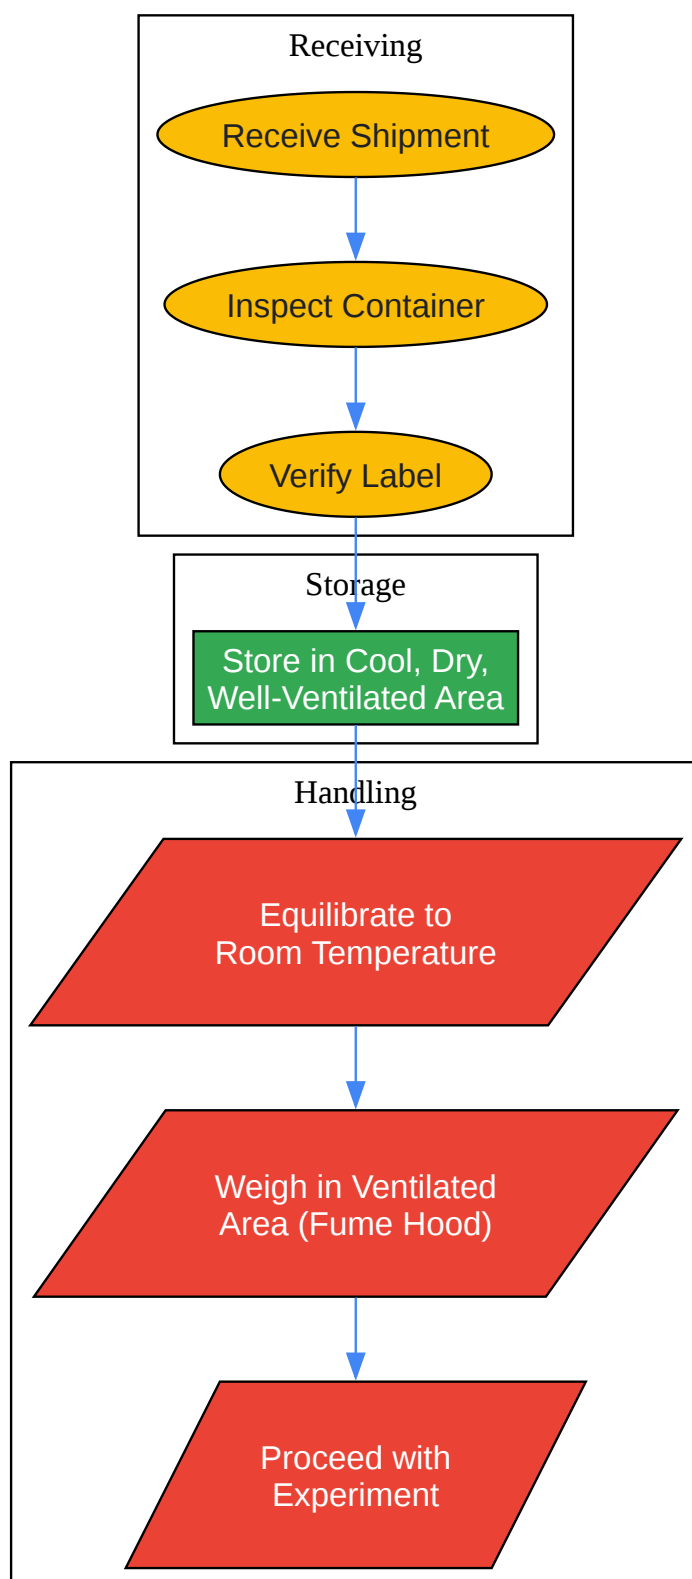 Receiving
Receive Shipment
Inspect Container
Verify Label
Storage
Store in Cool, Dry,
Well-Ventilated Area
Handling
Equilibrate to
Room Temperature
Weigh in Ventilated
Area (Fume Hood)
Proceed with
Experiment